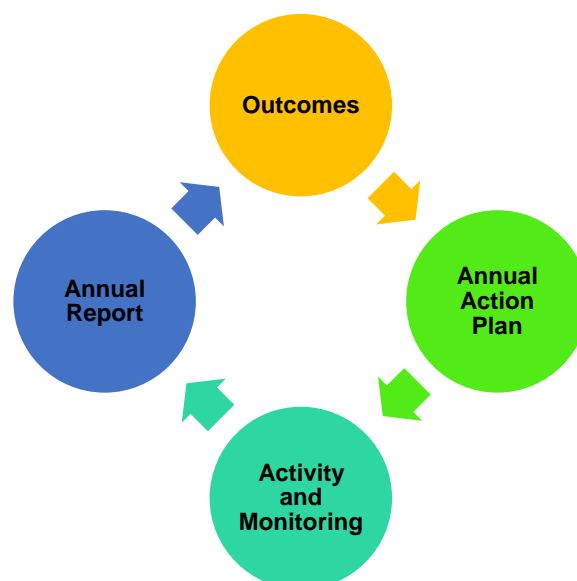 Outcomes
Annual
Action
Plan
Activity
and
Monitoring
Annual
Report